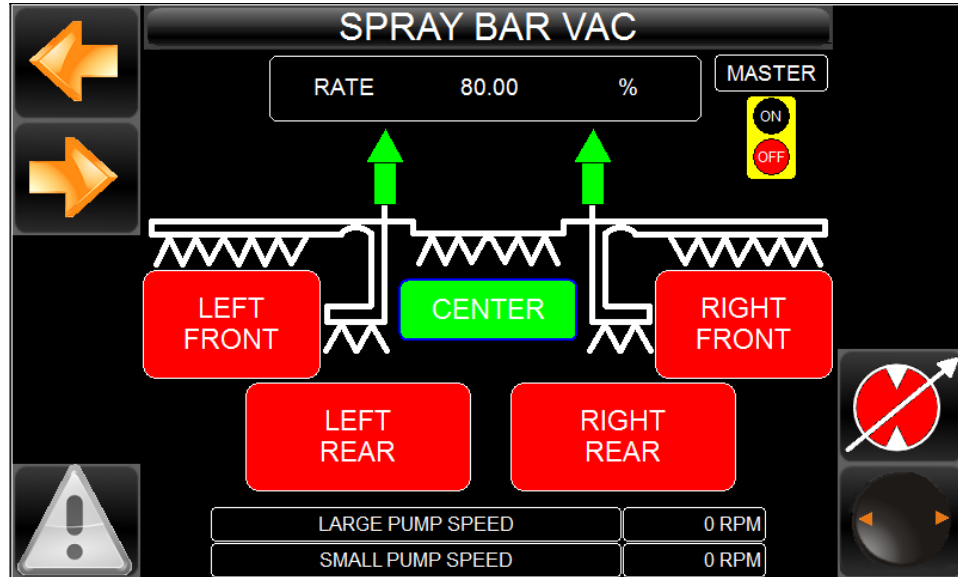 SPRAY BAR VAC
RATE 80.00 %
MASTER
ON
OFF
LEFT
FRONT
CENTER
RIGHT
FRONT
LEFT
REAR
RIGHT
REAR
LARGE PUMP SPEED 0 RPM
SMALL PUMP SPEED 0 RPM